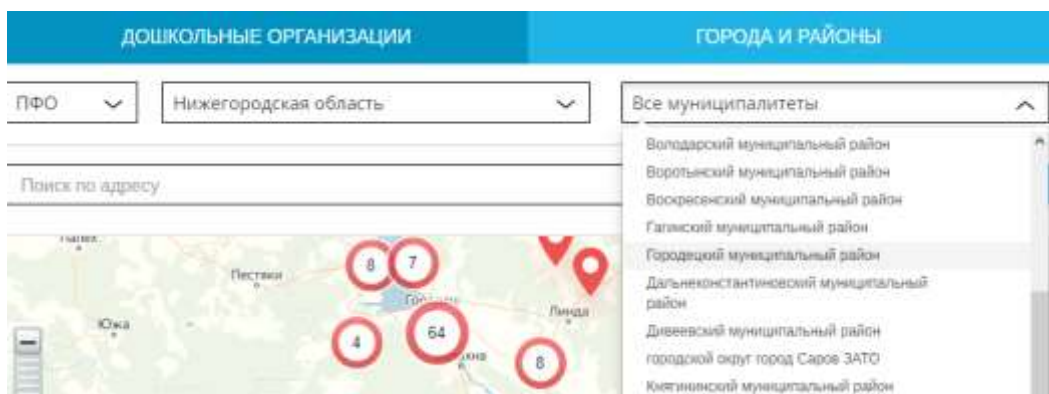 ДОШКОЛЬНЫЕ ОРГАНИЗАЦИИ
ГОРОДА И РАЙОНЫ
ПФО
Нижегородская область
Все муниципалитеты
Поиск по адресу
Володарский муниципальный район
Воротынский муниципальный район
Воскресенский муниципальный район
Гагинский муниципальный район
Городецкий муниципальный район
Дальнеконстантиновский муниципальный
район
Дивеевский муниципальный район
городской округ город Саров ЗАТО
Княгининский муниципальный район
8
7
Пестяки
Линда
Южа
4
64
8